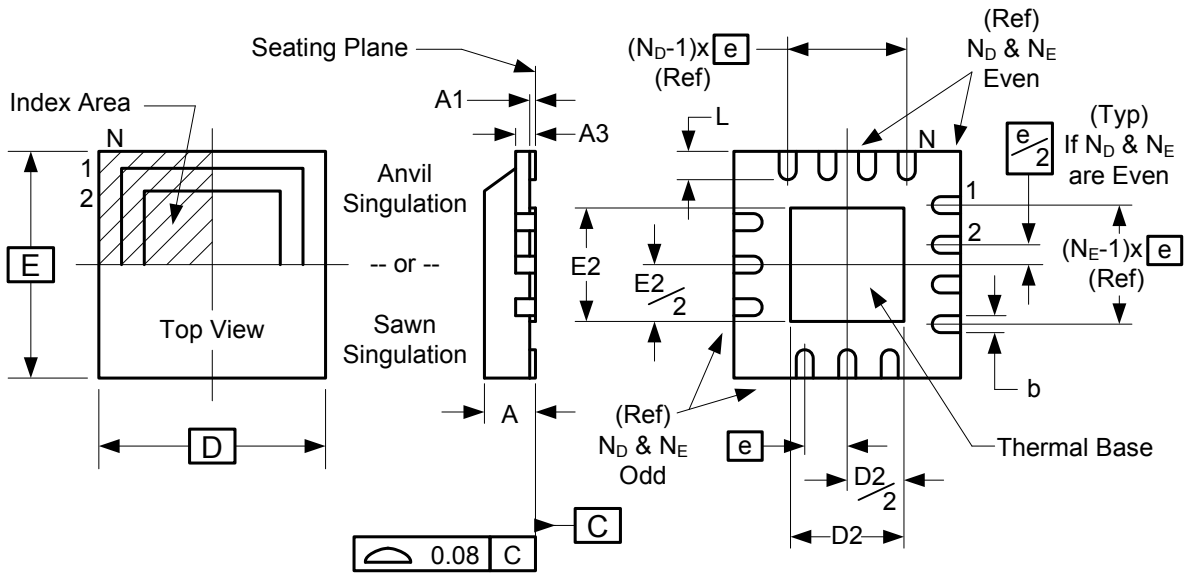 Seating Plane
Index Area
N
1
2
E
Top View
D
A1
A3
Anvil
Singulation
-- or --
Sawn
Singulation
A
C
0.08 C
(N_D-1)x e
(Ref)
(Ref)
N_D & N_E
Even
L
N
e/2
(Typ)
If N_D & N_E
are Even
1
2
E2
E2/2
(N_E-1)x e
(Ref)
b
(Ref)
N_D & N_E
Odd
e
Thermal Base
D2/2
D2